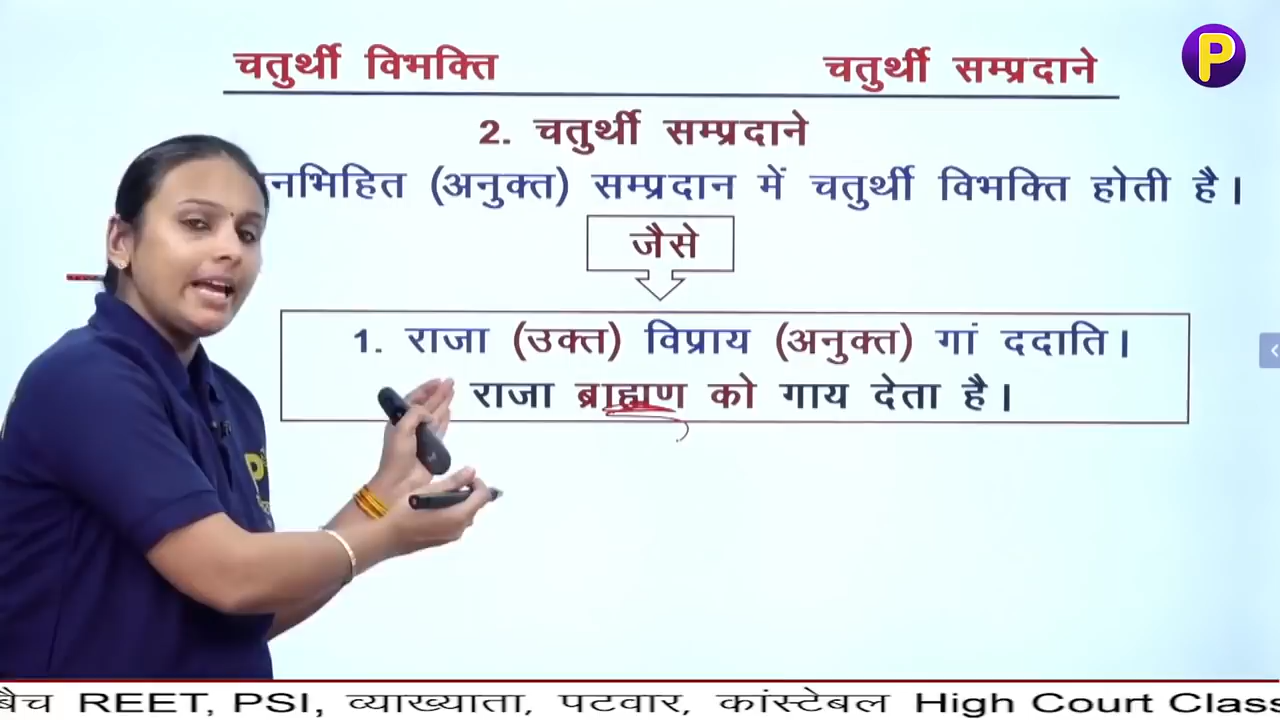 चतुर्थी विभक्ति
चतुर्थी सम्प्रदाने
P
2. चतुर्थी सम्प्रदाने
(अनुक्त) सम्प्रदान में चतुर्थी विभक्ति होती है।
जैसे
1. राजा (उक्त) विप्राय (अनुक्त) गां ददाति।
राजा ब्राह्मण को गाय देता है।
P
बैच REET, PSI, व्याख्याता, पटवार, कांस्टेबल High Court Class